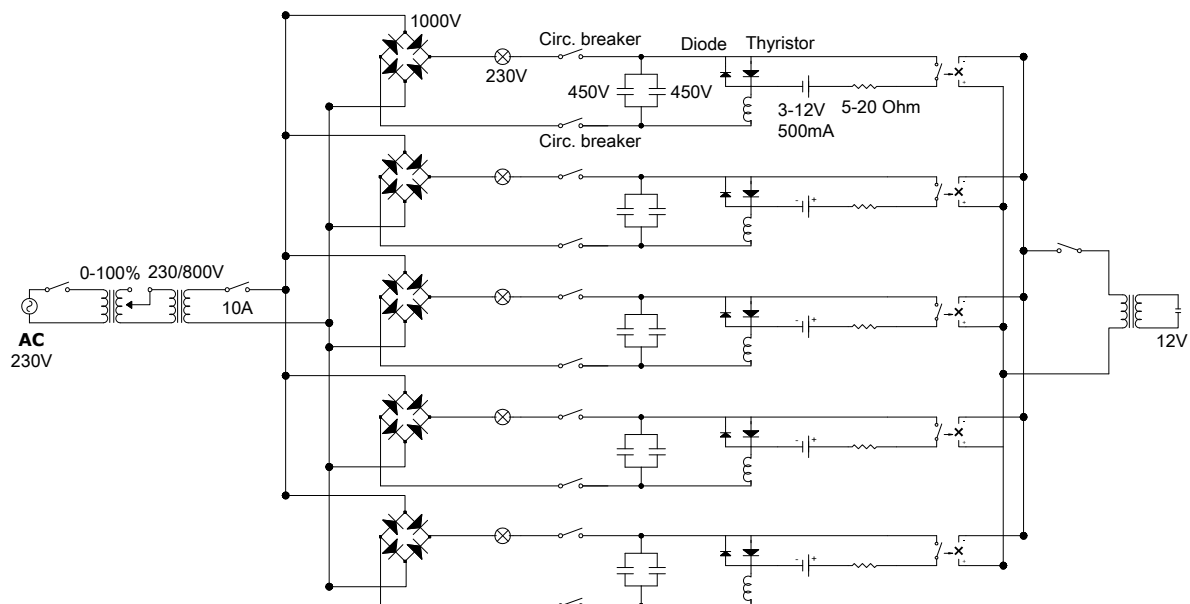 1000V
Circ. breaker
Diode
Thyristor
230V
450V
450V
3-12V
500mA
5-20 Ohm
Circ. breaker
0-100%
230/800V
10A
AC
230V
12V